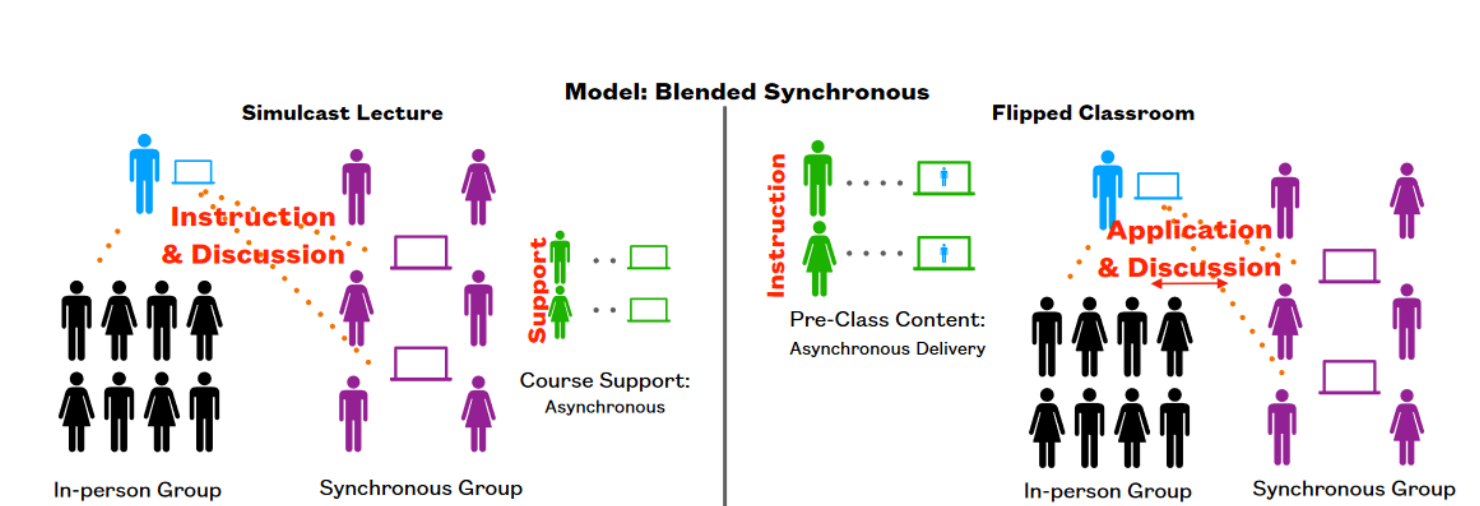 Model: Blended Synchronous
Simulcast Lecture
Instruction
& Discussion
Support
Course Support:
Asynchronous
In-person Group
Synchronous Group
Flipped Classroom
Instruction
Pre-Class Content:
Asynchronous Delivery
Application
& Discussion
In-person Group
Synchronous Group